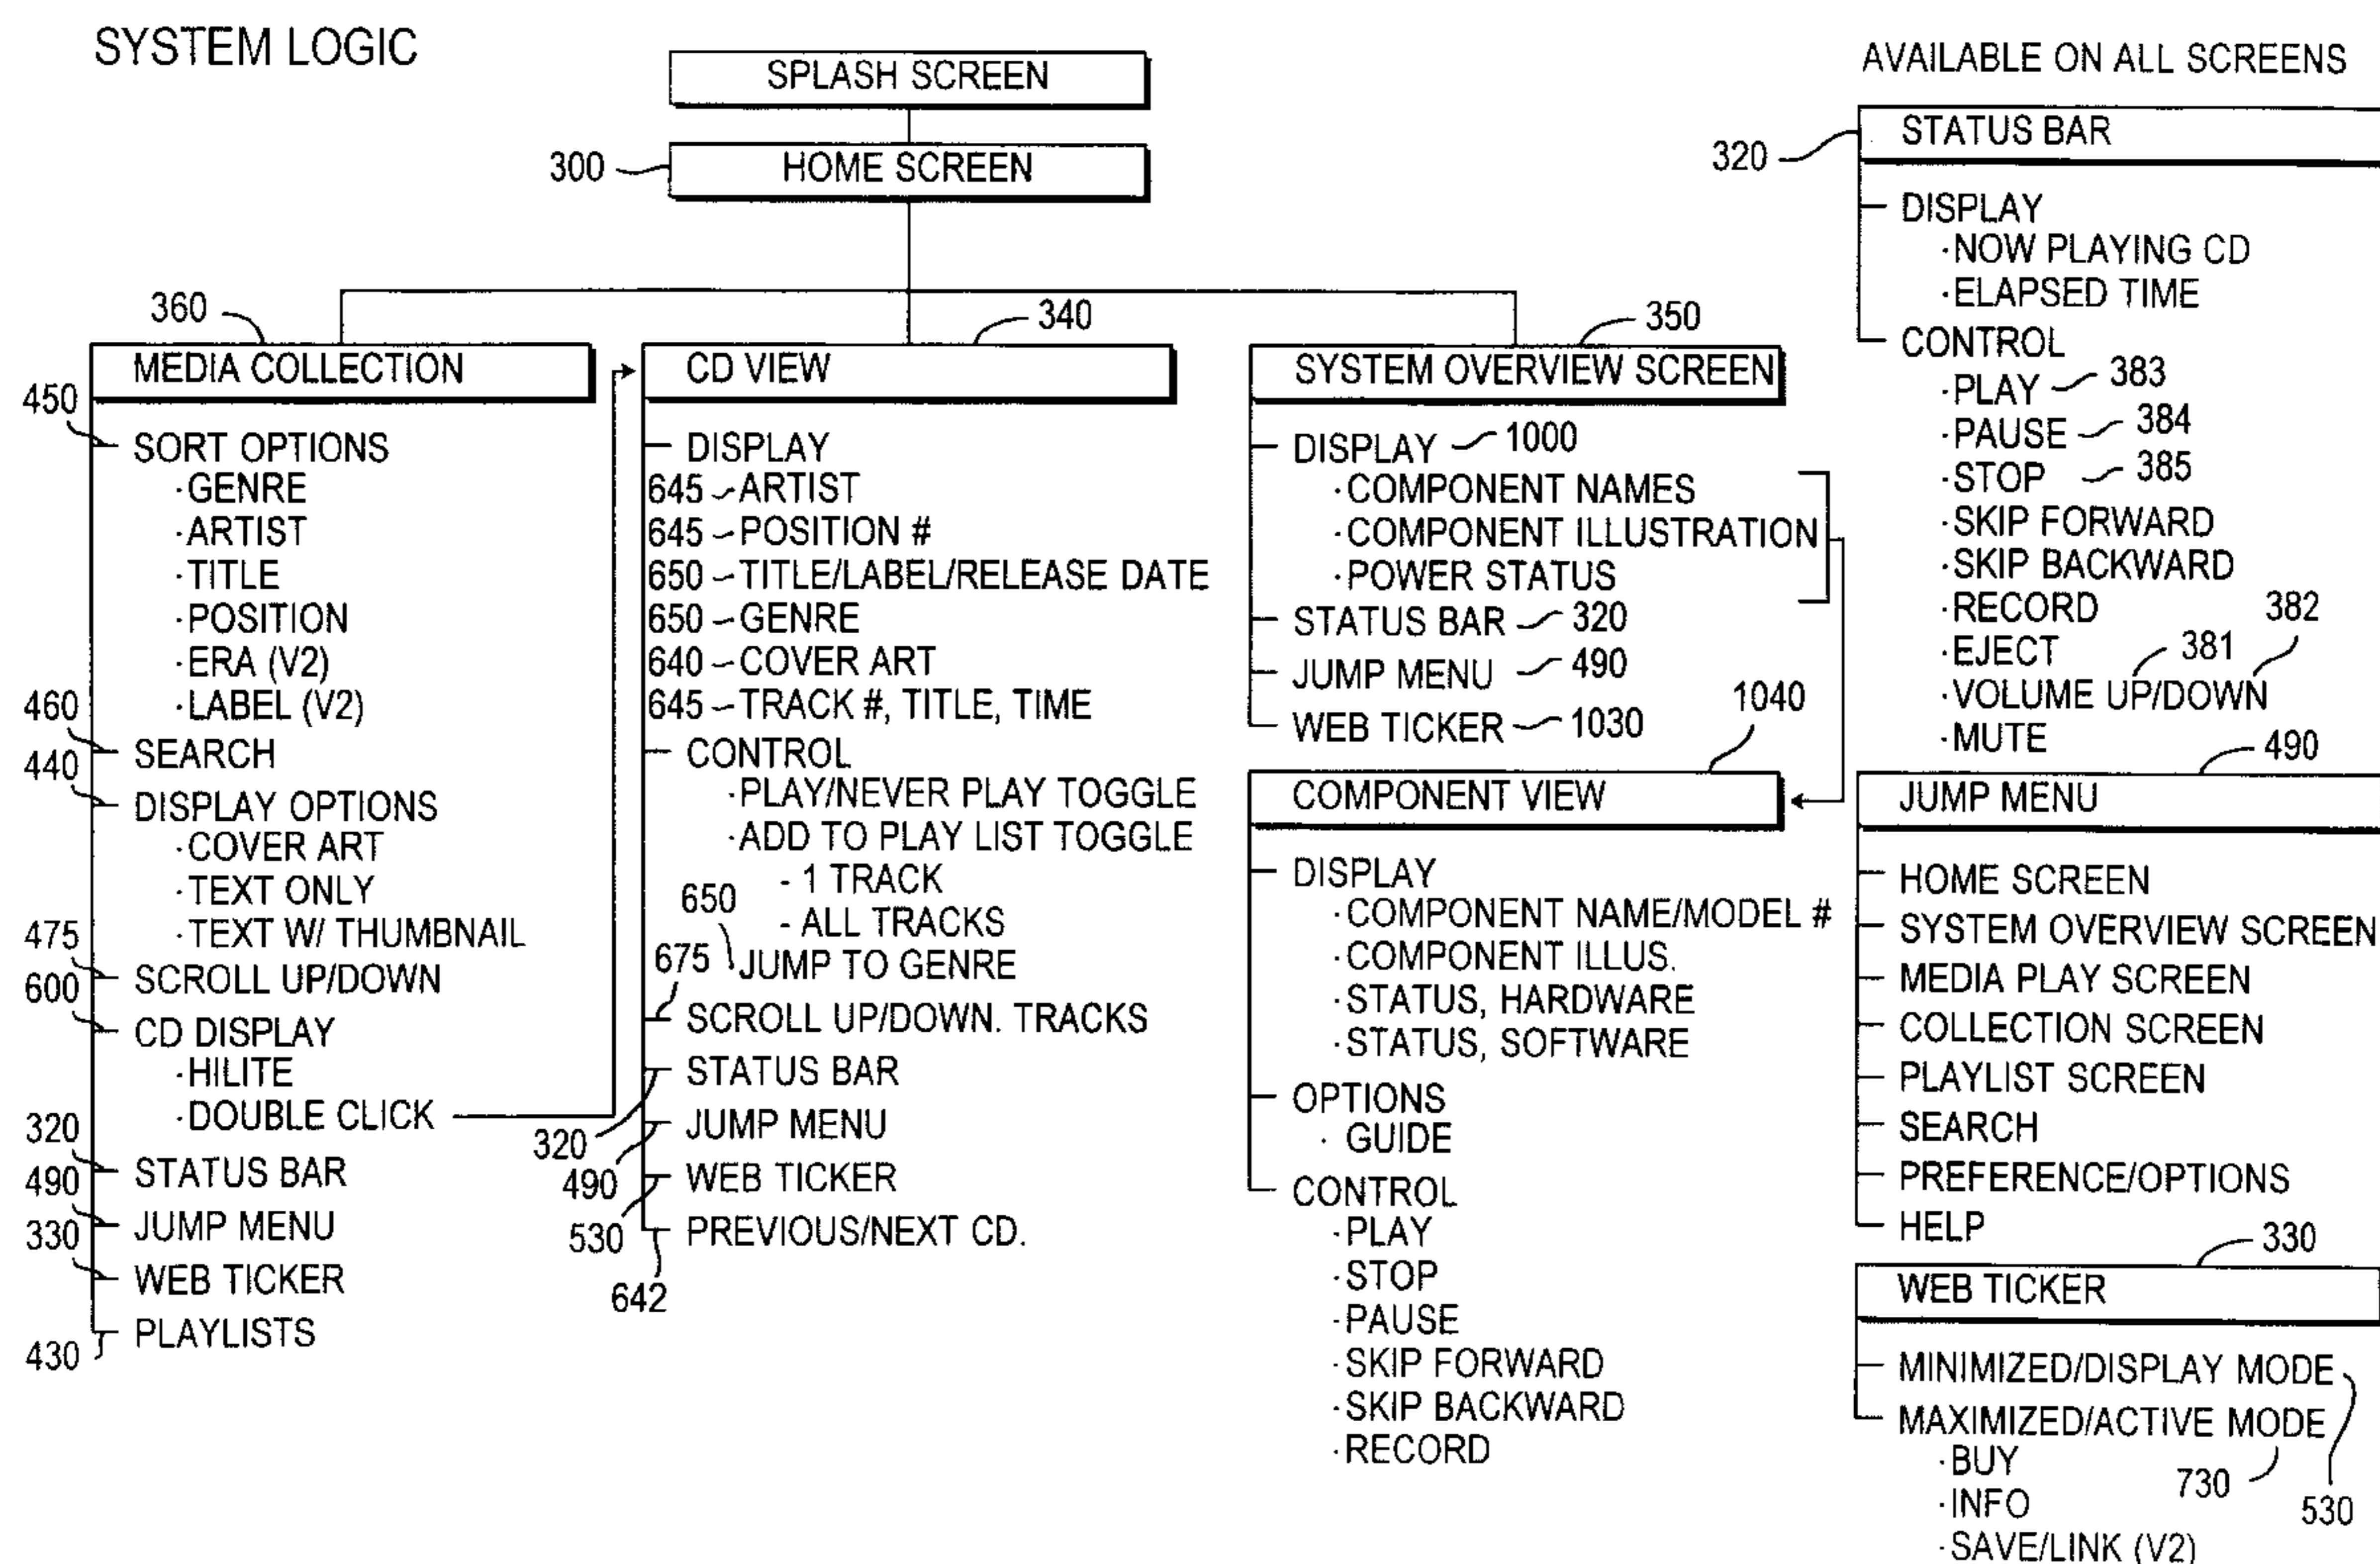 SYSTEM LOGIC
SPLASH SCREEN
300 HOME SCREEN
360
MEDIA COLLECTION
450
SORT OPTIONS
·GENRE
·ARTIST
·TITLE
·POSITION
·ERA (V2)
·LABEL (V2)
460
SEARCH
440
DISPLAY OPTIONS
·COVER ART
·TEXT ONLY
·TEXT W/ THUMBNAIL
475
SCROLL UP/DOWN
600
CD DISPLAY
·HILITE
·DOUBLE CLICK
320
STATUS BAR
490
JUMP MENU
330
WEB TICKER
PLAYLISTS
430
340
CD VIEW
DISPLAY
645 ARTIST
645 POSITION #
650 TITLE/LABEL/RELEASE DATE
650 GENRE
640 COVER ART
645 TRACK #, TITLE, TIME
CONTROL
·PLAY/NEVER PLAY TOGGLE
·ADD TO PLAY LIST TOGGLE
- 1 TRACK
- ALL TRACKS
650
·JUMP TO GENRE
675
SCROLL UP/DOWN. TRACKS
STATUS BAR
320
JUMP MENU
490
WEB TICKER
530
PREVIOUS/NEXT CD.
642
350
SYSTEM OVERVIEW SCREEN
DISPLAY 1000
·COMPONENT NAMES
·COMPONENT ILLUSTRATION
·POWER STATUS
STATUS BAR 320
JUMP MENU 490
WEB TICKER 1030
1040
COMPONENT VIEW
DISPLAY
·COMPONENT NAME/MODEL #
·COMPONENT ILLUS.
·STATUS, HARDWARE
·STATUS, SOFTWARE
OPTIONS
· GUIDE
CONTROL
·PLAY
·STOP
·PAUSE
·SKIP FORWARD
·SKIP BACKWARD
·RECORD
AVAILABLE ON ALL SCREENS
320 STATUS BAR
DISPLAY
·NOW PLAYING CD
·ELAPSED TIME
CONTROL
·PLAY 383
·PAUSE 384
·STOP 385
·SKIP FORWARD
·SKIP BACKWARD
·RECORD 382
·EJECT 381
·VOLUME UP/DOWN
·MUTE
490
JUMP MENU
HOME SCREEN
SYSTEM OVERVIEW SCREEN
MEDIA PLAY SCREEN
COLLECTION SCREEN
PLAYLIST SCREEN
SEARCH
PREFERENCE/OPTIONS
HELP
330
WEB TICKER
MINIMIZED/DISPLAY MODE
MAXIMIZED/ACTIVE MODE
·BUY
730
·INFO
530
·SAVE/LINK (V2)